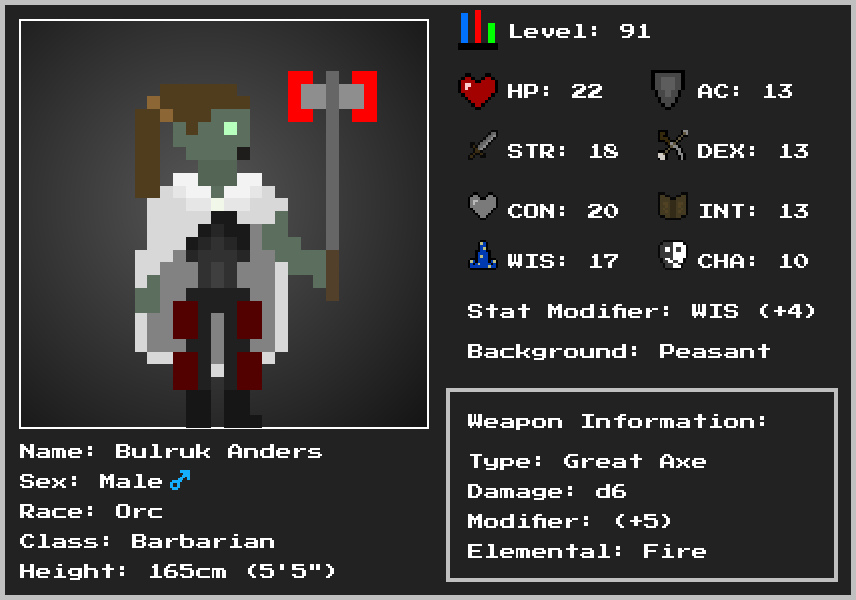 Level: 91
HP: 22
AC: 13
STR: 18
DEX: 13
CON: 20
INT: 13
WIS: 17
CHA: 10
Stat Modifier: WIS (+4)
Background: Peasant
Weapon Information:
Type: Great Axe
Damage: d6
Modifier: (+5)
Elemental: Fire
Name: Bulruk Anders
Sex: Male♂
Race: Orc
Class: Barbarian
Height: 165cm (5'5")